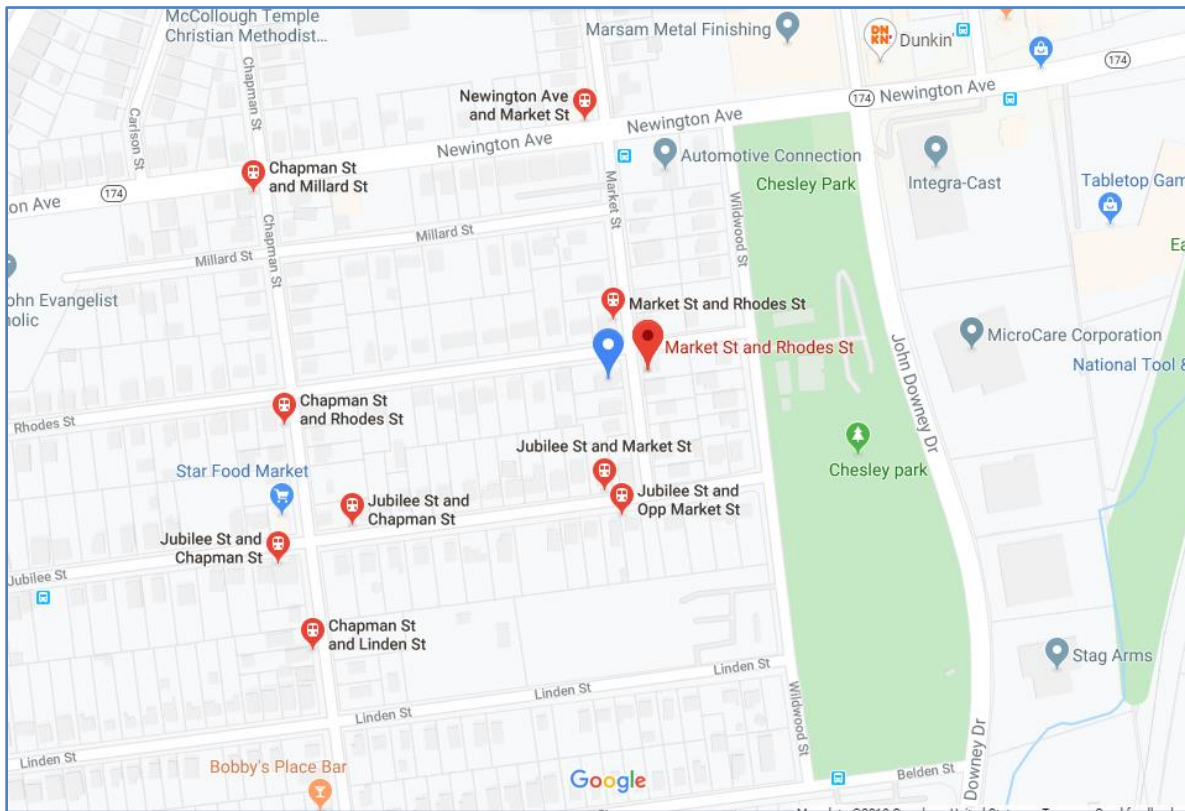 McCollough Temple
Christian Methodist...
Marsam Metal Finishing
DN
KN'
Dunkin'
174
Chapman St
Newington Ave
and Market St
174
Newington Ave
Newington Ave
Carlson St
Newington Ave
Automotive Connection
Chapman St
and Millard St
Chesley Park
Integra-Cast
Tabletop Gam
174
on Ave
Market St
Wildwood St
Chapman St
Millard St
Millard St
Ea
ohn Evangelist
holic
Market St and Rhodes St
MicroCare Corporation
Market St and Rhodes St
National Tool &
John Downey Dr
Chapman St
and Rhodes St
Rhodes St
Jubilee St and Market St
Star Food Market
Chesley park
Jubilee St and
Opp Market St
Jubilee St and
Chapman St
Jubilee St and
Chapman St
Jubilee St
Chapman St
and Linden St
Stag Arms
Linden St
Linden St
Linden St
Wildwood St
Linden St
Bobby's Place Bar
Google
Belden St
Downey Dr